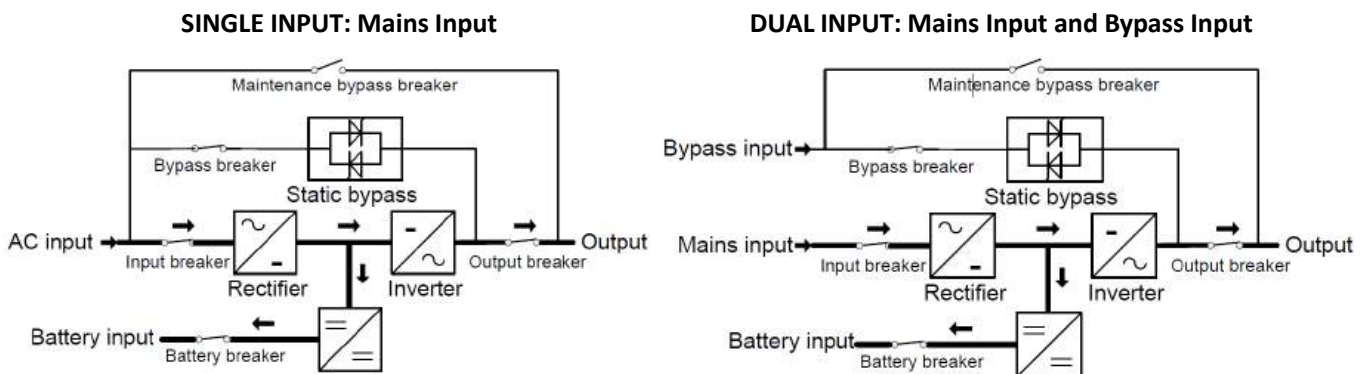 SINGLE INPUT: Mains Input
Maintenance bypass breaker
Bypass breaker
Static bypass
AC input
Input breaker
Rectifier
Inverter
Output breaker
Output
Battery input
Battery breaker
DUAL INPUT: Mains Input and Bypass Input
Maintenance bypass breaker
Bypass input
Bypass breaker
Static bypass
Mains input
Input breaker
Rectifier
Inverter
Output breaker
Output
Battery input
Battery breaker